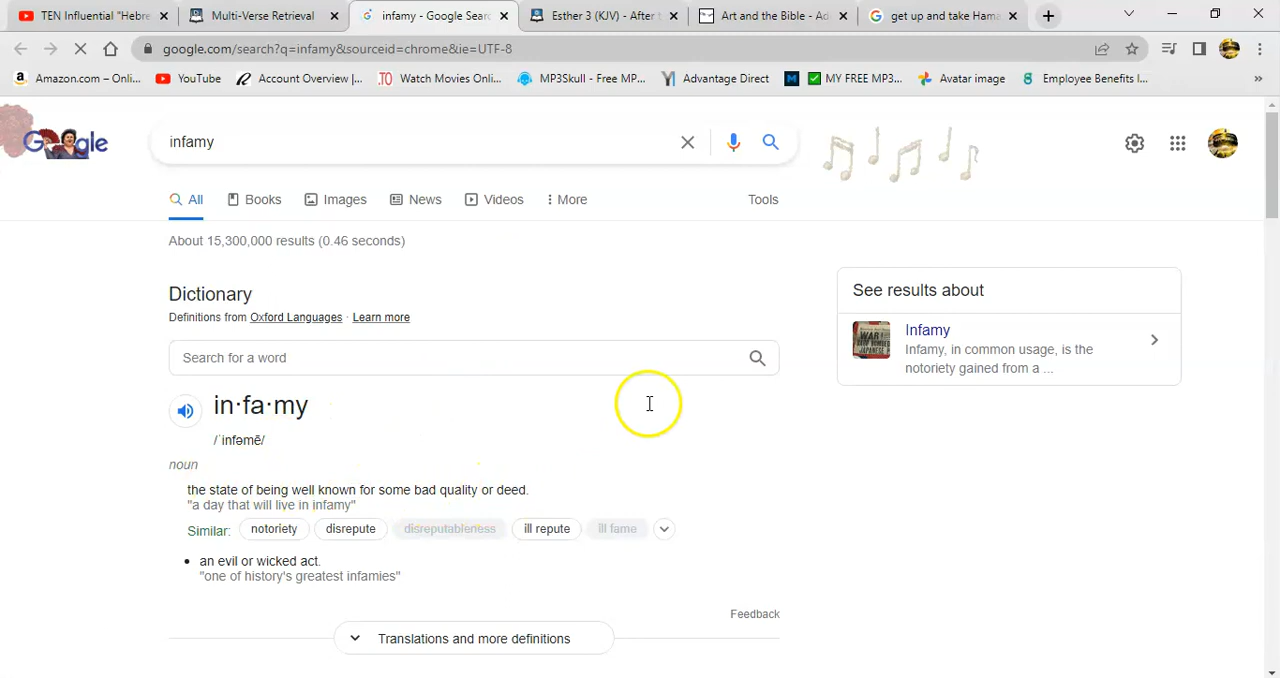 TEN Influential "Hebre
Multi-Verse Retrieval
infamy - Google Searc
Esther 3 (KJV) - After t
Art and the Bible - Ad
get up and take Hama
google.com/search?q=infamy&sourceid=chrome&ie=UTF-8
Amazon.com – Onli...
YouTube
Account Overview |...
.TO Watch Movies Onlin...
MP3Skull - Free MP...
Advantage Direct
M
MY FREE MP3...
Avatar image
Employee Benefits I...
Google
infamy
All
Books
Images
News
Videos
More
Tools
About 15,300,000 results (0.46 seconds)
Dictionary
Definitions from Oxford Languages · Learn more
Search for a word
in·fa·my
/ˈinfəmē/
noun
the state of being well known for some bad quality or deed.
"a day that will live in infamy"
Similar: notoriety disrepute disreputableness ill repute ill fame
• an evil or wicked act.
"one of history's greatest infamies"
Feedback
Translations and more definitions
See results about
Infamy
Infamy, in common usage, is the
notoriety gained from a ...